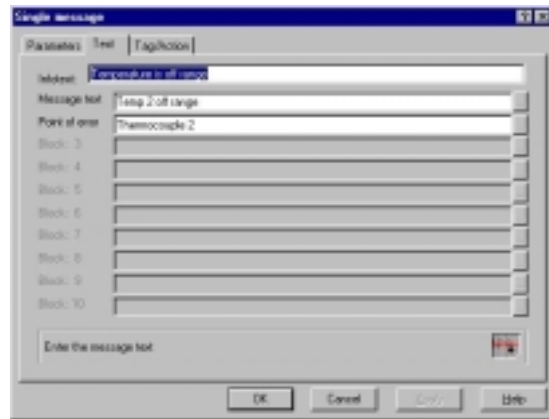 Single message
Parameters Text Tag/Action
Infotext: Temperature is off range
Message text Temp 2 off range
Point of error Thermocouple 2
Block: 3
Block: 4
Block: 5
Block: 6
Block: 7
Block: 8
Block: 9
Block: 10
Enter the message text
OK Cancel Apply Help